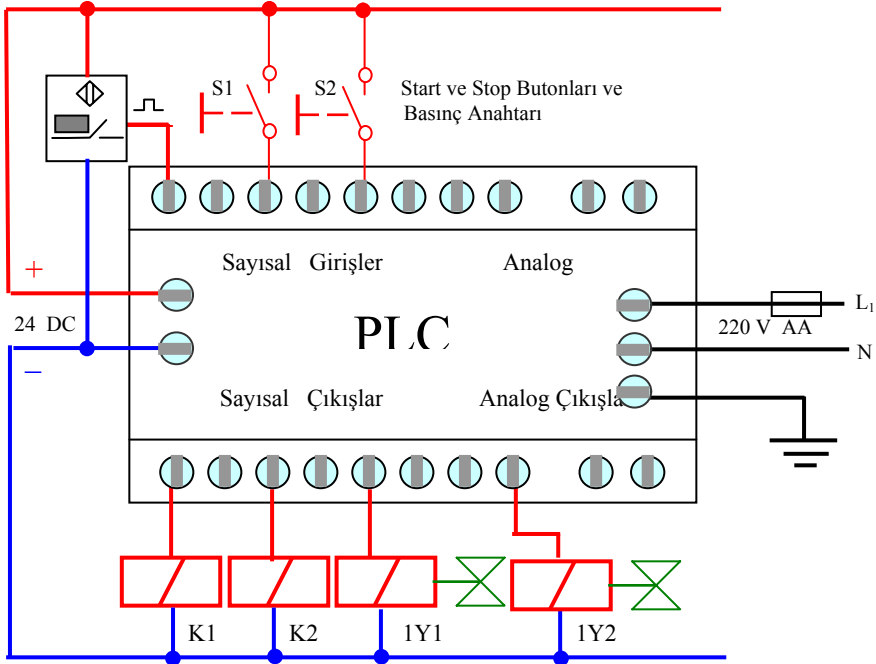 S1
S2
Start ve Stop Butonları ve
Basınç Anahtarı
Sayısal Girişler
Analog
+
24 DC
–
PLC
220 V AA
L1
N
Sayısal Çıkışlar
Analog Çıkışla
K1
K2
1Y1
1Y2